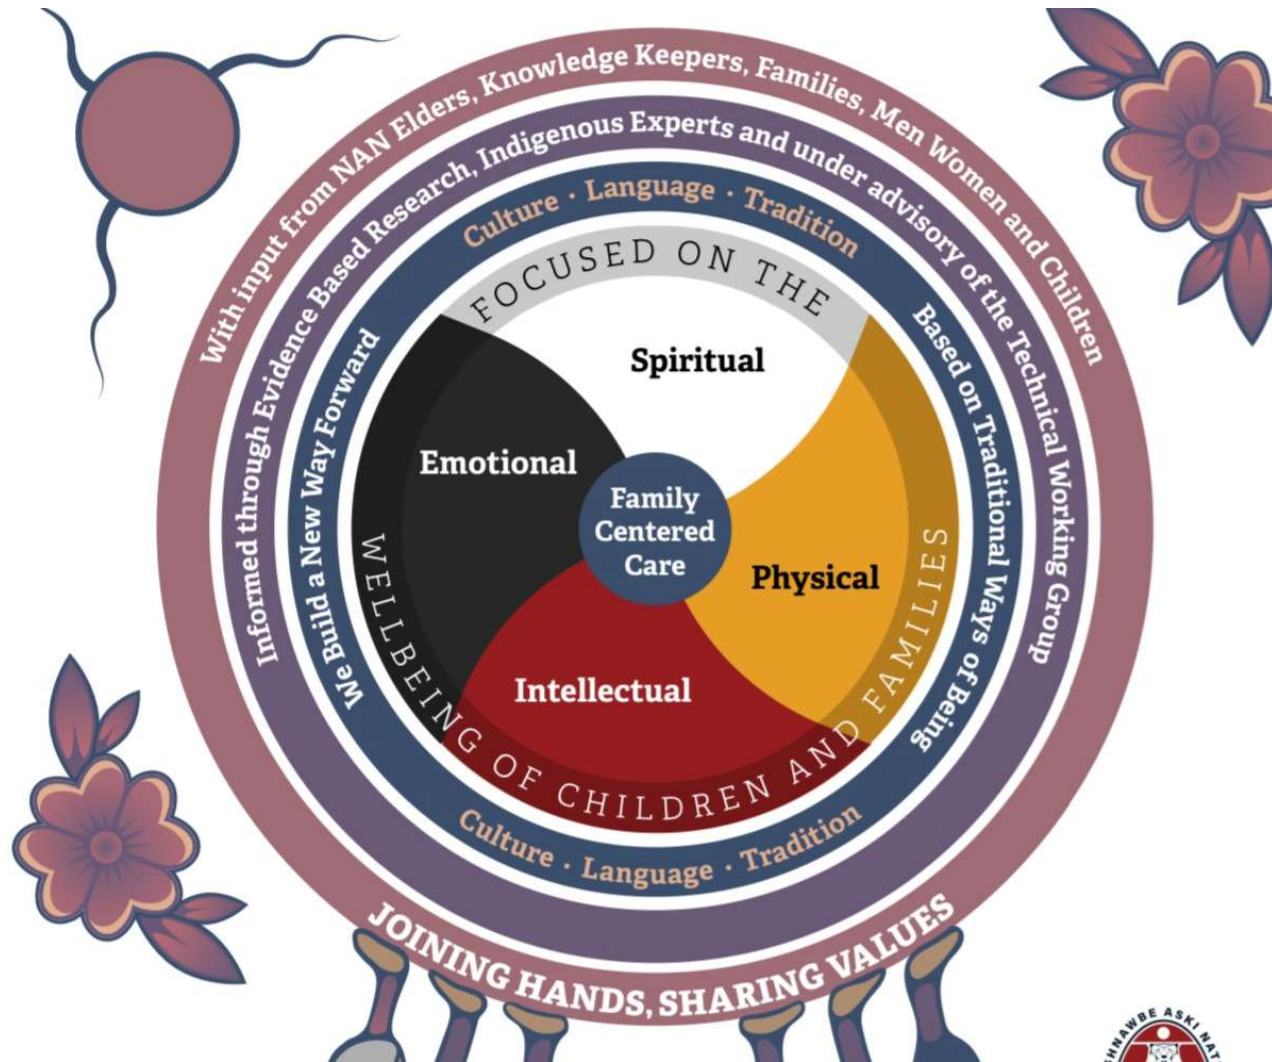 With input from NAN Elders, Knowledge Keepers, Families, Men Women and Children
Informed through Evidence Based Research, Indigenous Experts and under advisory of the Technical Working Group
Culture · Language · Tradition
We Build a New Way Forward
Based on Traditional Ways of Being
FOCUSED ON THE
Spiritual
Emotional
Family
Centered
Care
Physical
Intellectual
WELLBEING OF CHILDREN AND FAMILIES
Culture · Language · Tradition
JOINING HANDS, SHARING VALUES
ASKI